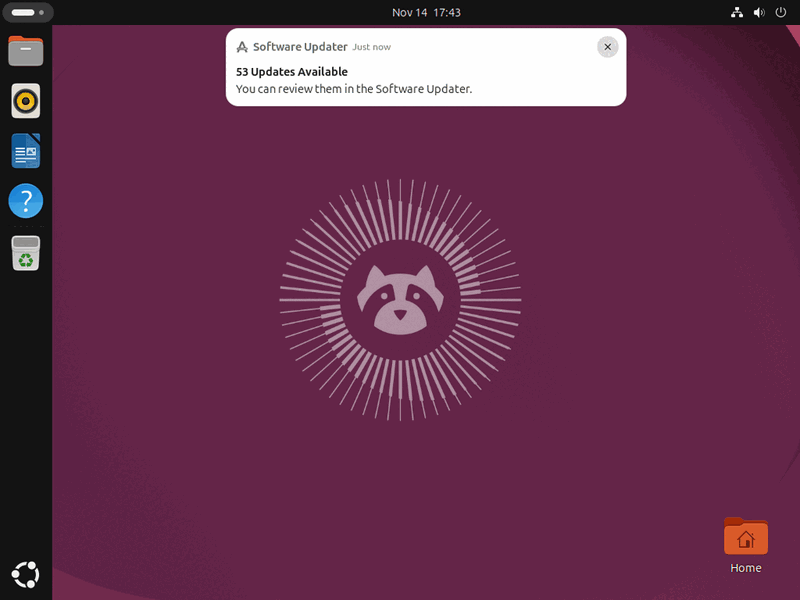 Nov 14 17:43
Software Updater Just now
53 Updates Available
You can review them in the Software Updater.
Home